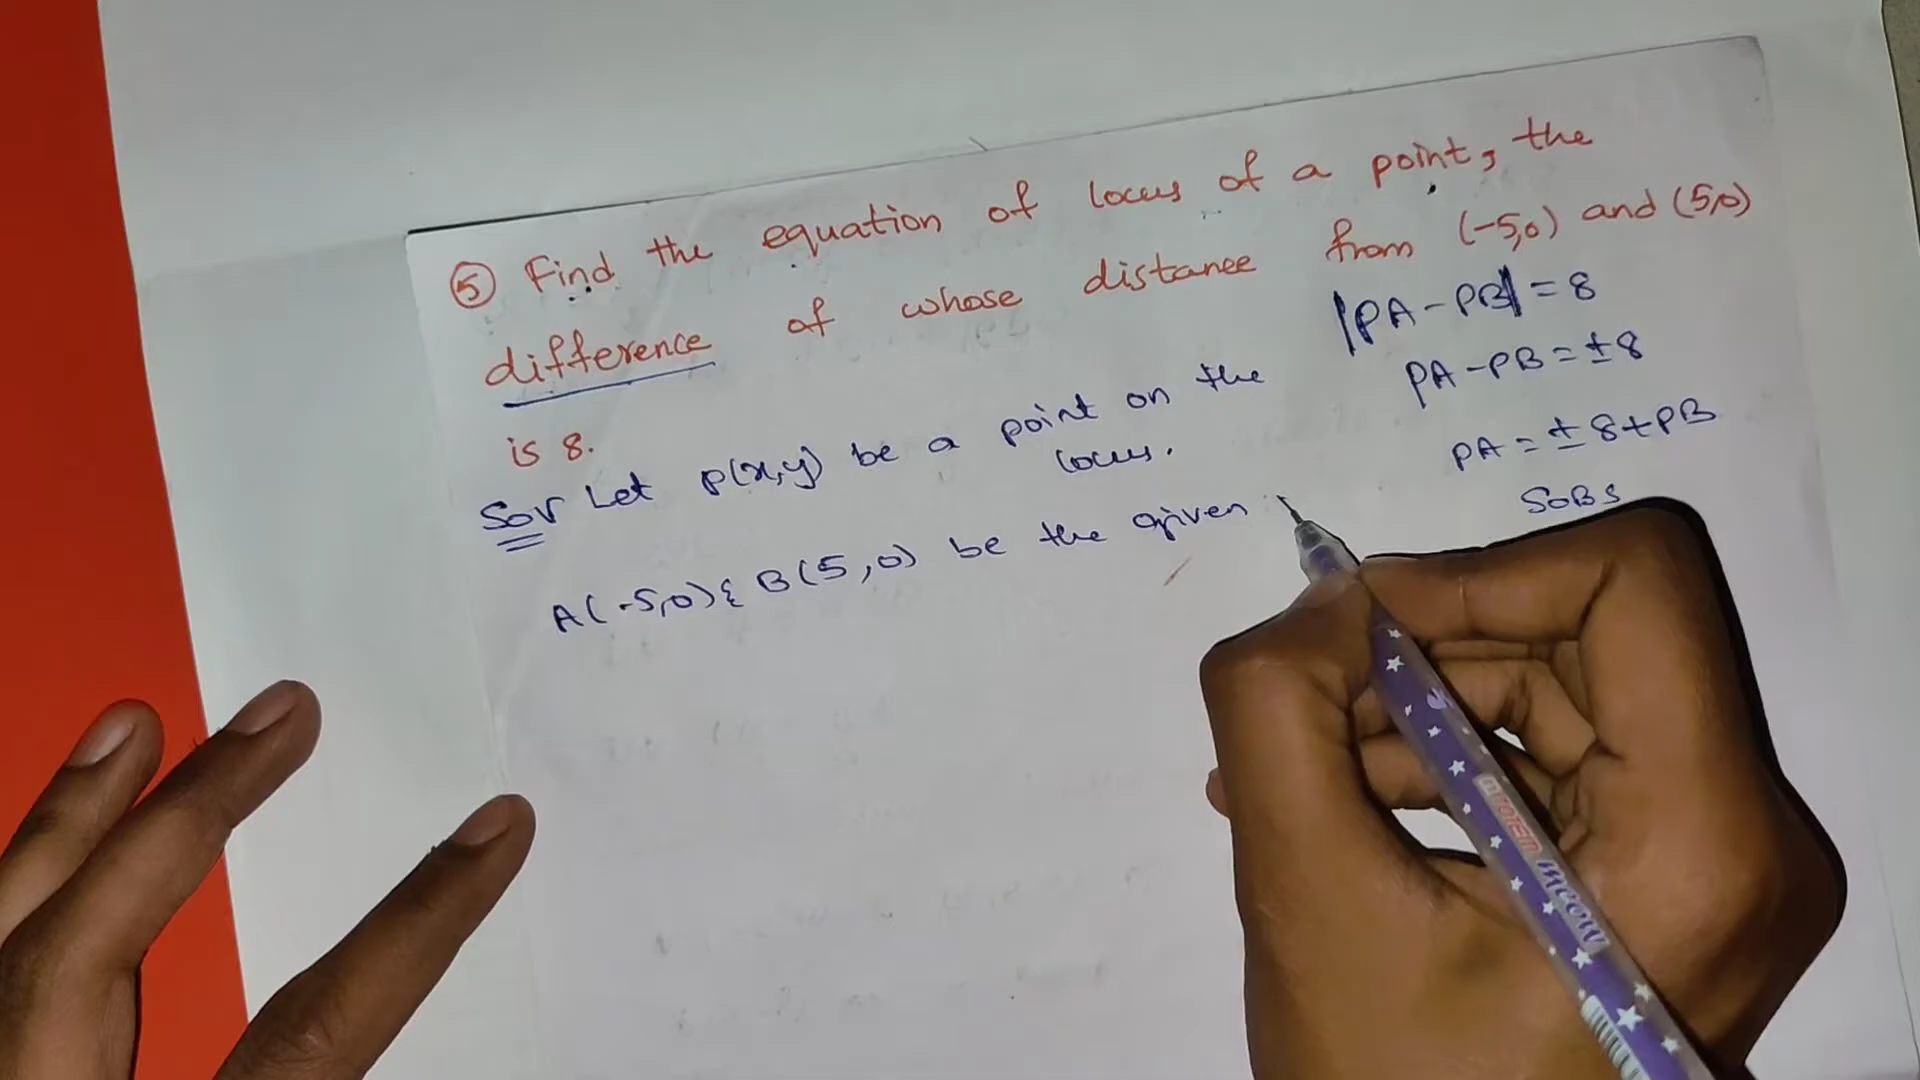 ⑤ Find the equation of locus of a point, the
difference of whose distance from (-5,0) and (5,0)
is 8.
|PA - PB| = 8
PA - PB = ± 8
PA = ± 8 + PB
SOBS
Sol Let P(x,y) be a point on the
locus.
A(-5,0) & B(5,0) be the given
ROTEM meow